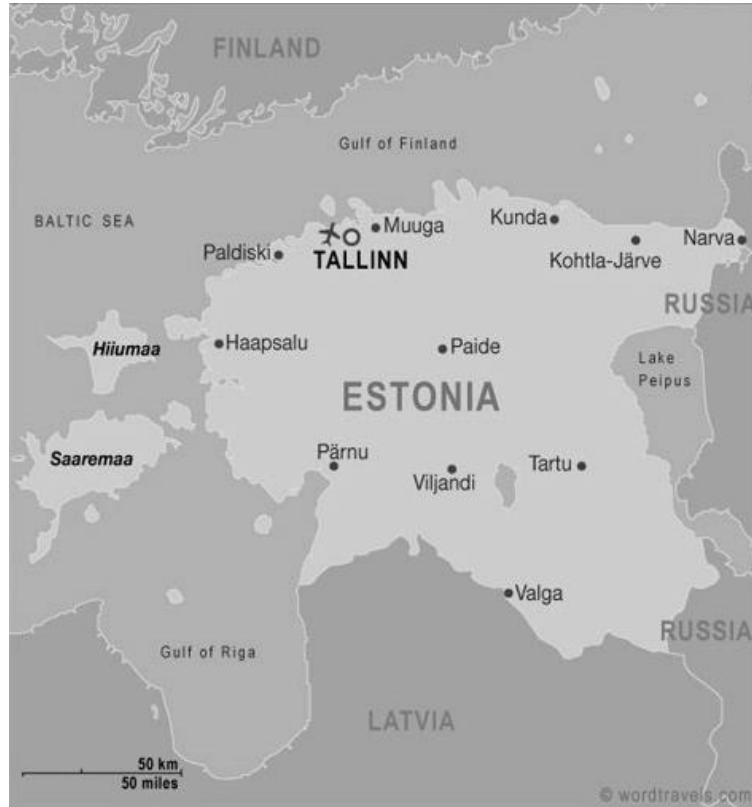 FINLAND
Gulf of Finland
BALTIC SEA
Kunda
Muuga
Narva
Paldiski
TALLINN
Kohtla-Järve
RUSSIA
Hiiumaa
Haapsalu
Paide
Lake
Peipus
ESTONIA
Saaremaa
Pärnu
Viljandi
Tartu
Valga
RUSSIA
Gulf of Riga
LATVIA
50 km
50 miles
© wordtravels.com